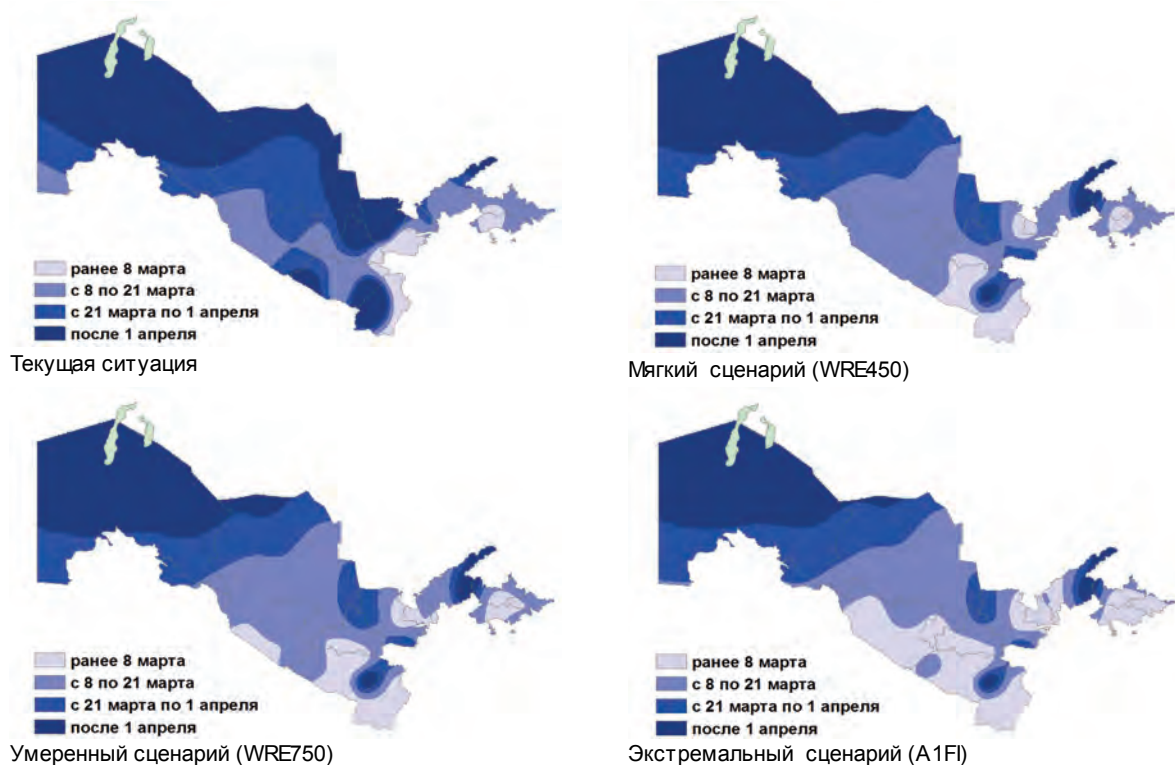 ранее 8 марта
с 8 по 21 марта
с 21 марта по 1 апреля
после 1 апреля
Текущая ситуация
ранее 8 марта
с 8 по 21 марта
с 21 марта по 1 апреля
после 1 апреля
Мягкий сценарий (WRE450)
ранее 8 марта
с 8 по 21 марта
с 21 марта по 1 апреля
после 1 апреля
Умеренный сценарий (WRE750)
ранее 8 марта
с 8 по 21 марта
с 21 марта по 1 апреля
после 1 апреля
Экстремальный сценарий (A1FI)